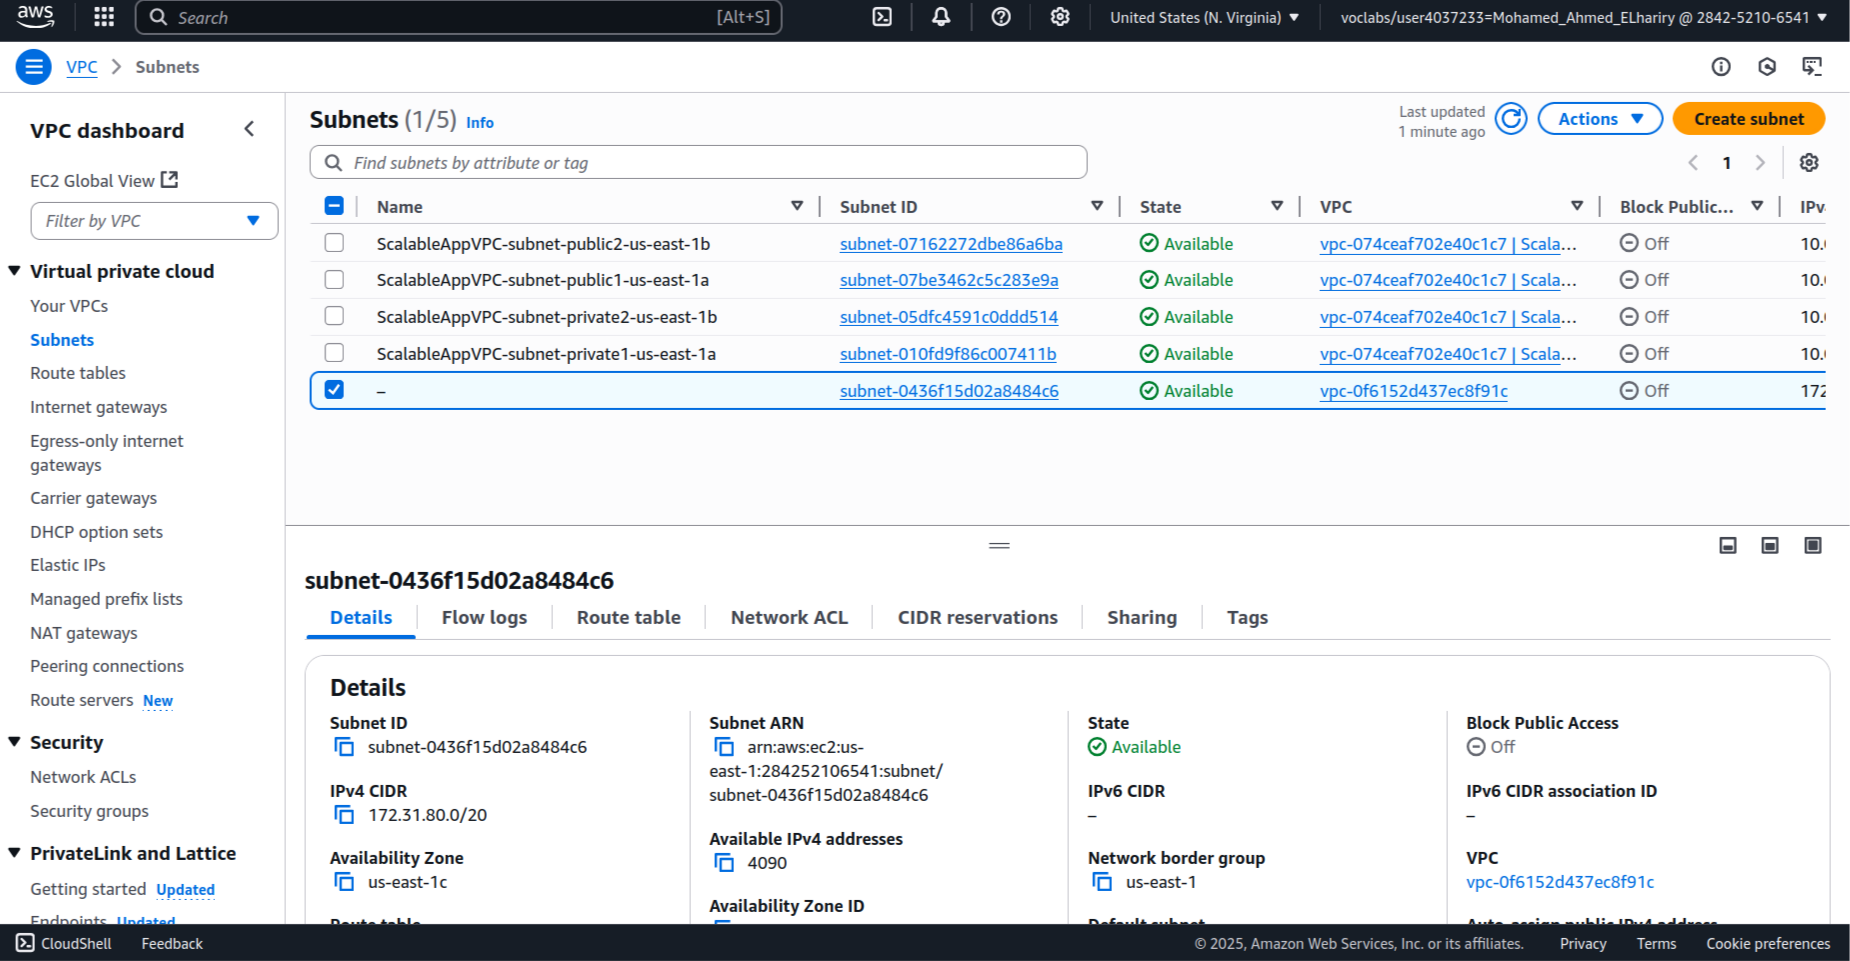 aws
Search [Alt+S]
United States (N. Virginia)
voclabs/user4037233=Mohamed_Ahmed_ELhariry @ 2842-5210-6541
VPC
Subnets
VPC dashboard
EC2 Global View
Filter by VPC
Virtual private cloud
Your VPCs
Subnets
Route tables
Internet gateways
Egress-only internet
gateways
Carrier gateways
DHCP option sets
Elastic IPs
Managed prefix lists
NAT gateways
Peering connections
Route servers New
Security
Network ACLs
Security groups
PrivateLink and Lattice
Getting started Updated
Endpoints Updated
Subnets (1/5) Info
Last updated
1 minute ago
Actions
Create subnet
Find subnets by attribute or tag
1
Name Subnet ID State VPC Block Public...
ScalableAppVPC-subnet-public2-us-east-1b subnet-07162272dbe86a6ba Available vpc-074ceaf702e40c1c7 | Scala... Off
ScalableAppVPC-subnet-public1-us-east-1a subnet-07be3462c5c283e9a Available vpc-074ceaf702e40c1c7 | Scala... Off
ScalableAppVPC-subnet-private2-us-east-1b subnet-05dfc4591c0ddd514 Available vpc-074ceaf702e40c1c7 | Scala... Off
ScalableAppVPC-subnet-private1-us-east-1a subnet-010fd9f86c007411b Available vpc-074ceaf702e40c1c7 | Scala... Off
– subnet-0436f15d02a8484c6 Available vpc-0f6152d437ec8f91c Off 172
subnet-0436f15d02a8484c6
Details Flow logs Route table Network ACL CIDR reservations Sharing Tags
Details
Subnet ID
subnet-0436f15d02a8484c6
IPv4 CIDR
172.31.80.0/20
Availability Zone
us-east-1c
Route table
Subnet ARN
arn:aws:ec2:us-
east-1:284252106541:subnet/
subnet-0436f15d02a8484c6
Available IPv4 addresses
4090
Availability Zone ID
State
Available
IPv6 CIDR
–
Network border group
us-east-1
Default subnet
Block Public Access
Off
IPv6 CIDR association ID
–
VPC
vpc-0f6152d437ec8f91c
Auto-assign public IPv4 address
CloudShell
Feedback
© 2025, Amazon Web Services, Inc. or its affiliates.
Privacy
Terms
Cookie preferences